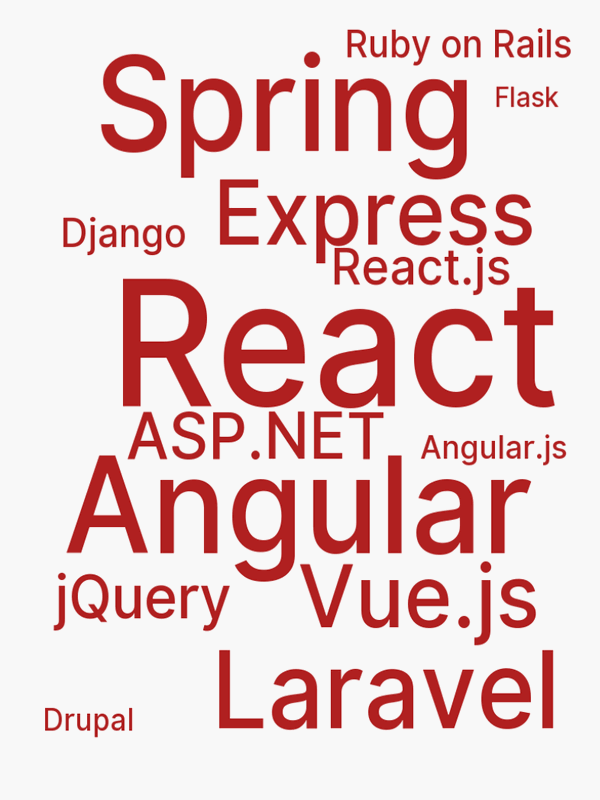 Ruby on Rails
Spring
Flask
Express
Django
React.js
React
ASP.NET
Angular.js
Angular
jQuery
Vue.js
Laravel
Drupal